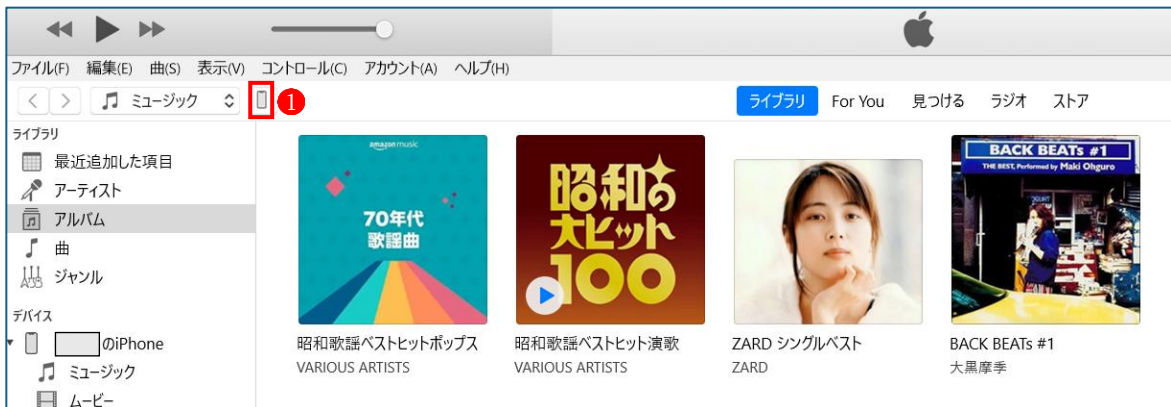 ファイル(F) 編集(E) 曲(S) 表示(V) コントロール(C) アカウント(A) ヘルプ(H)
ミュージック
1
ライブラリ For You 見つける ラジオ ストア
ライブラリ
最近追加した項目
アーティスト
アルバム
曲
ジャンル
デバイス
のiPhone
ミュージック
ムービー
amazon music
70年代
歌謡曲
昭和歌謡ベストヒットポップス
VARIOUS ARTISTS
昭和の
大ヒット
100
昭和歌謡ベストヒット演歌
VARIOUS ARTISTS
ZARD シングルベスト
ZARD
BACK BEATs #1
THE BEST, Performed by Maki Ohguro
BACK BEATs #1
大黒摩季